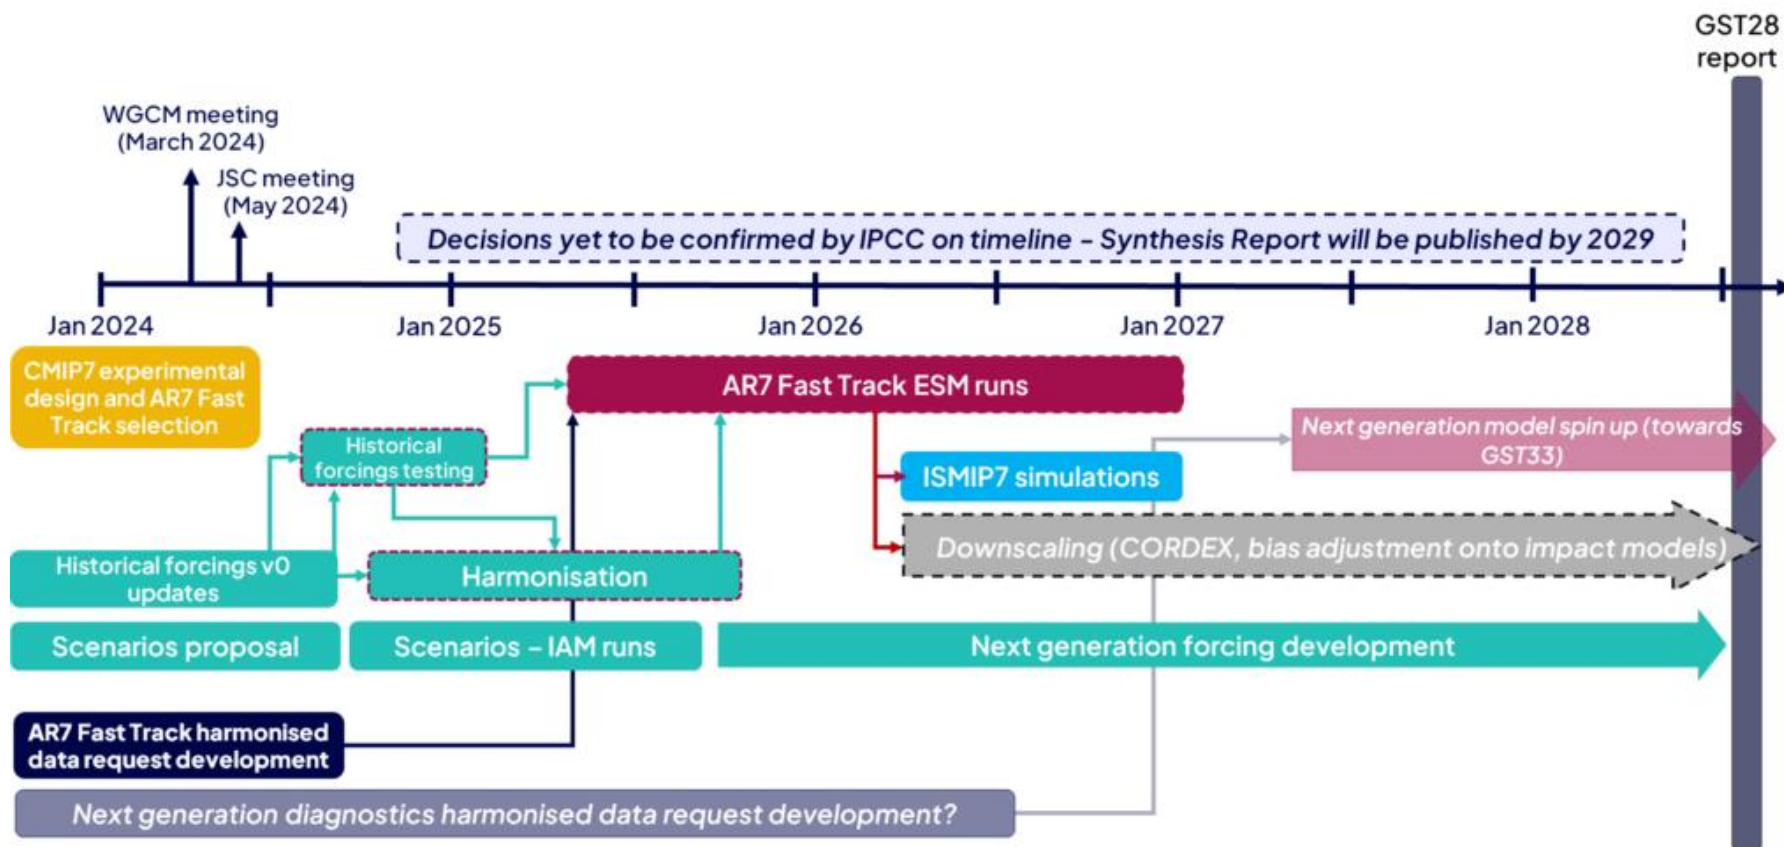 GST28
report
WGCM meeting
(March 2024)
JSC meeting
(May 2024)
Decisions yet to be confirmed by IPCC on timeline – Synthesis Report will be published by 2029
Jan 2024
Jan 2025
Jan 2026
Jan 2027
Jan 2028
CMIP7 experimental
design and AR7 Fast
Track selection
AR7 Fast Track ESM runs
Historical
forcings testing
Next generation model spin up (towards
GST33)
ISMIP7 simulations
Downscaling (CORDEX, bias adjustment onto impact models)
Historical forcings v0
updates
Harmonisation
Scenarios proposal
Scenarios – IAM runs
Next generation forcing development
AR7 Fast Track harmonised
data request development
Next generation diagnostics harmonised data request development?